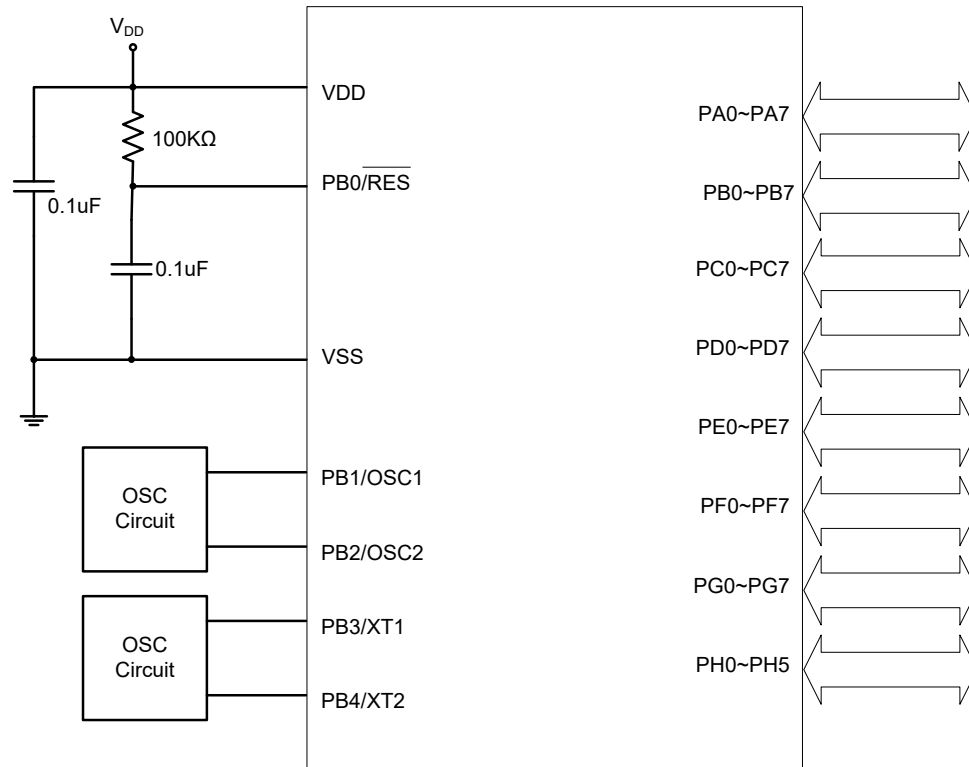 VDD
VDD
100KΩ
PB0/RES
0.1uF
0.1uF
VSS
OSC
Circuit
PB1/OSC1
PB2/OSC2
OSC
Circuit
PB3/XT1
PB4/XT2
PA0~PA7
PB0~PB7
PC0~PC7
PD0~PD7
PE0~PE7
PF0~PF7
PG0~PG7
PH0~PH5